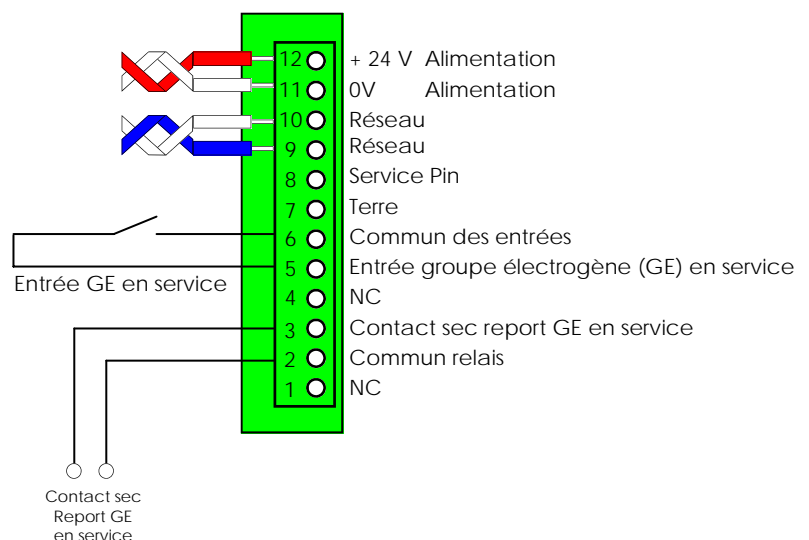 12 + 24 V Alimentation
11 0V Alimentation
10 Réseau
9 Réseau
8 Service Pin
7 Terre
6 Commun des entrées
5 Entrée groupe électrogène (GE) en service
Entrée GE en service
4 NC
3 Contact sec report GE en service
2 Commun relais
1 NC
Contact sec
Report GE
en service